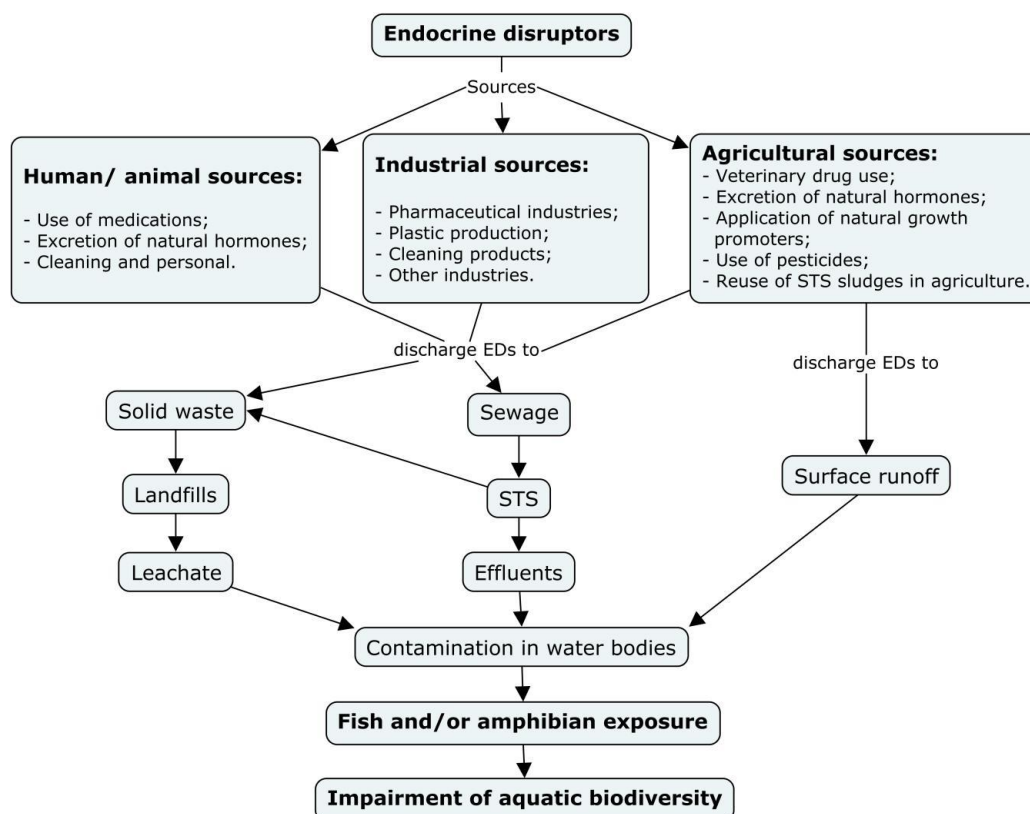 Endocrine disruptors
Sources
Human/ animal sources:
- Use of medications;
- Excretion of natural hormones;
- Cleaning and personal.
Industrial sources:
- Pharmaceutical industries;
- Plastic production;
- Cleaning products;
- Other industries.
Agricultural sources:
- Veterinary drug use;
- Excretion of natural hormones;
- Application of natural growth
promoters;
- Use of pesticides;
- Reuse of STS sludges in agriculture.
discharge EDs to
discharge EDs to
Solid waste
Sewage
Surface runoff
Landfills
STS
Leachate
Effluents
Contamination in water bodies
Fish and/or amphibian exposure
Impairment of aquatic biodiversity